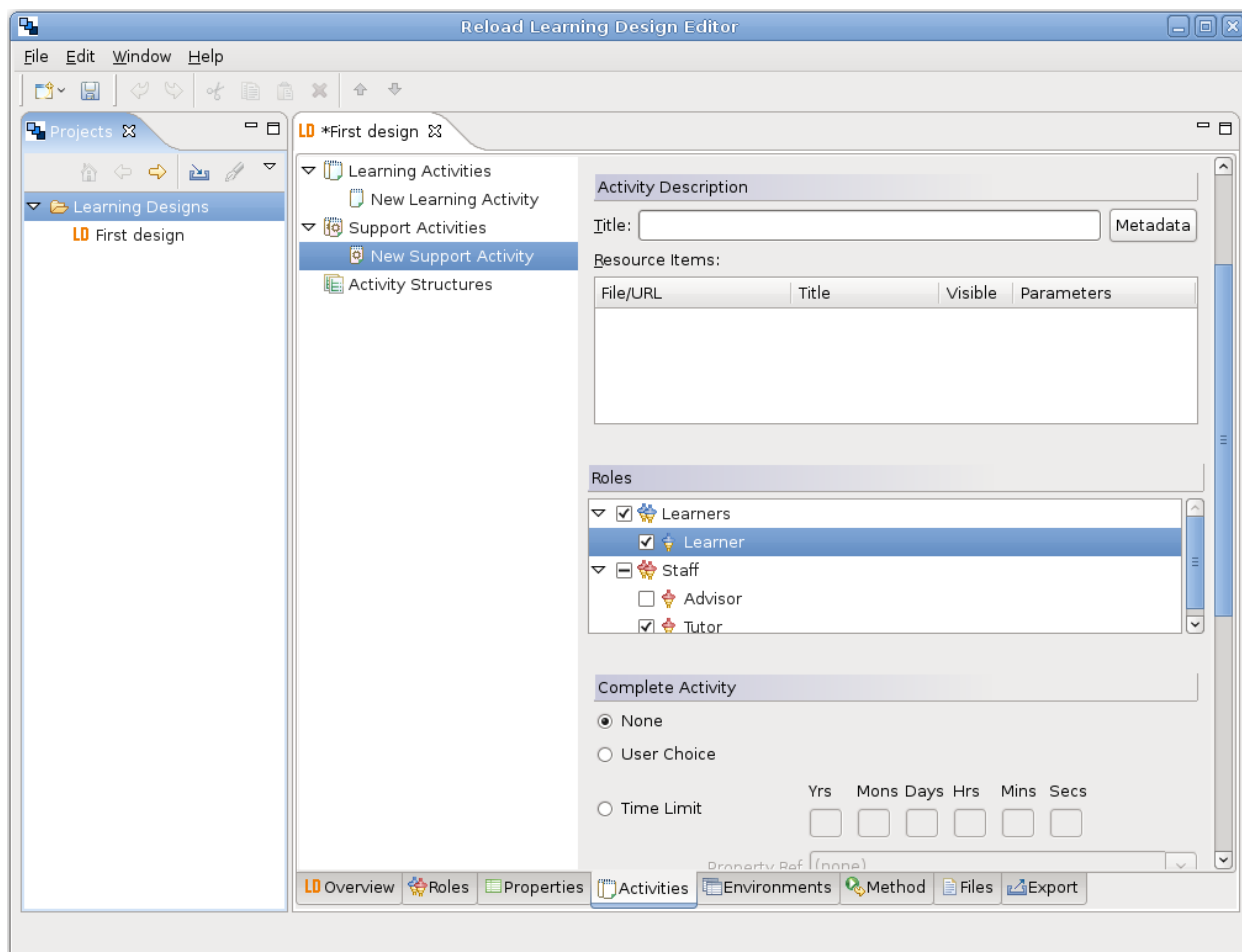 Reload Learning Design Editor
File Edit Window Help
Projects
LD *First design
Learning Designs
LD First design
Learning Activities
New Learning Activity
Support Activities
New Support Activity
Activity Structures
Activity Description
Title: Metadata
Resource Items:
File/URL Title Visible Parameters
Roles
Learners
Learner
Staff
Advisor
Tutor
Complete Activity
None
User Choice
Yrs Mons Days Hrs Mins Secs
Time Limit
Property Ref (none)
LD Overview Roles Properties Activities Environments Method Files Export